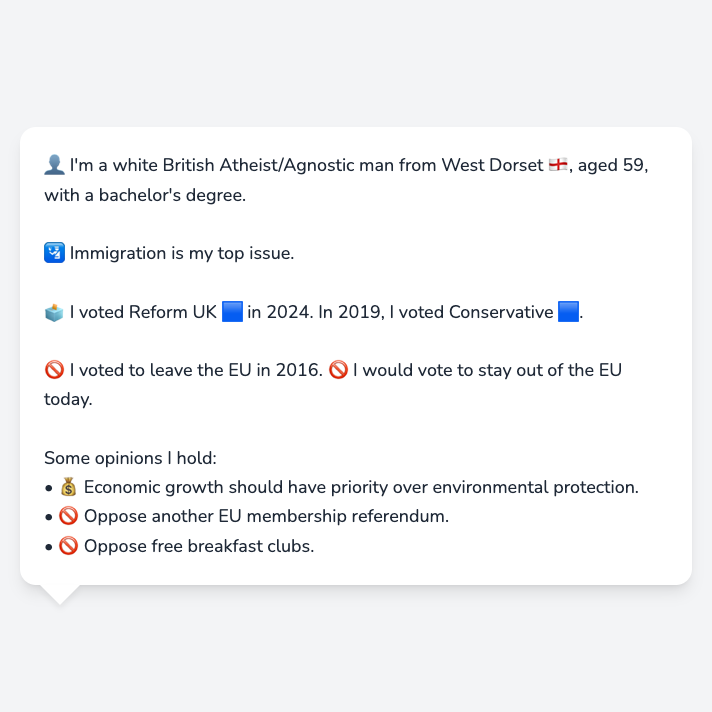 👤 I'm a white British Atheist/Agnostic man from West Dorset 🏴󠁧󠁢󠁥󠁮󠁧󠁿, aged 59,
with a bachelor's degree.
🛂 Immigration is my top issue.
🗳️ I voted Reform UK 🟦 in 2024. In 2019, I voted Conservative 🟦.
🚫 I voted to leave the EU in 2016. 🚫 I would vote to stay out of the EU
today.
Some opinions I hold:
• 💰 Economic growth should have priority over environmental protection.
• 🚫 Oppose another EU membership referendum.
• 🚫 Oppose free breakfast clubs.